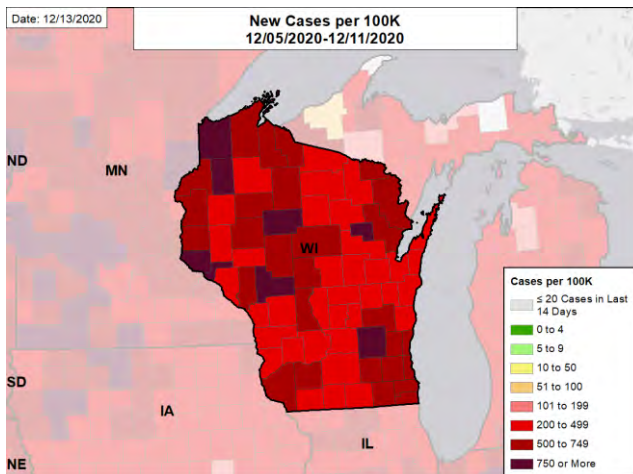 Date: 12/13/2020
New Cases per 100K
12/05/2020-12/11/2020
ND
MN
WI
SD
IA
IL
NE
Cases per 100K
≤ 20 Cases in Last
14 Days
0 to 4
5 to 9
10 to 50
51 to 100
101 to 199
200 to 499
500 to 749
750 or More